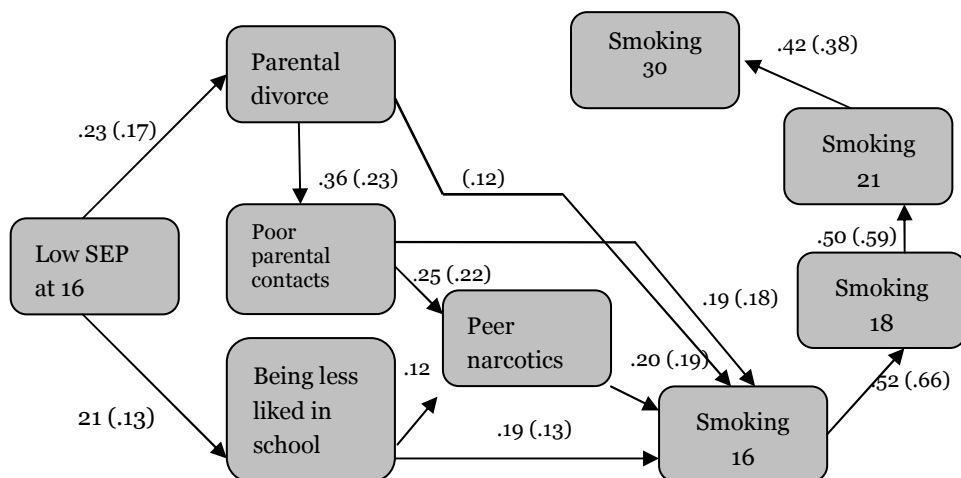 Parental
divorce
Smoking
30
.42 (.38)
.23 (.17)
.36 (.23)
(.12)
Smoking
21
Low SEP
at 16
Poor
parental
contacts
.25 (.22)
.19 (.18)
.50 (.59)
Smoking
18
Peer
narcotics
.12
.20 (.19)
.52 (.66)
Being less
liked in
school
21 (.13)
.19 (.13)
Smoking
16